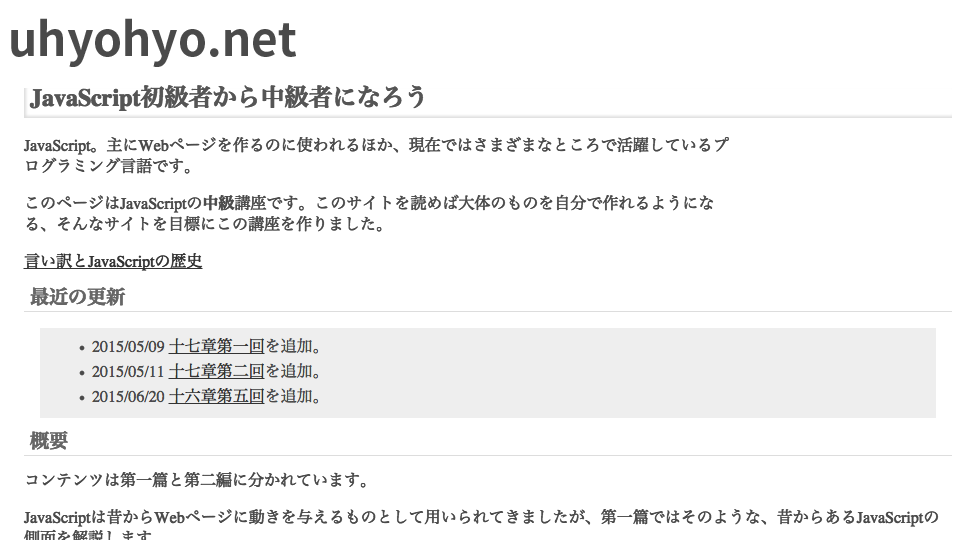 uhyohyo.net
JavaScript初級者から中級者になろう
JavaScript。主にWebページを作るのに使われるほか、現在ではさまざまなところで活躍しているプ
ログラミング言語です。
このページはJavaScriptの中級講座です。このサイトを読めば大体のものを自分で作れるようにな
る、そんなサイトを目標にこの講座を作りました。
言い訳とJavaScriptの歴史
最近の更新
• 2015/05/09 十七章第一回を追加。
• 2015/05/11 十七章第二回を追加。
• 2015/06/20 十六章第五回を追加。
概要
コンテンツは第一篇と第二編に分かれています。
JavaScriptは昔からWebページに動きを与えるものとして用いられてきましたが、第一篇ではそのような、昔からあるJavaScriptの
側面を解説します。